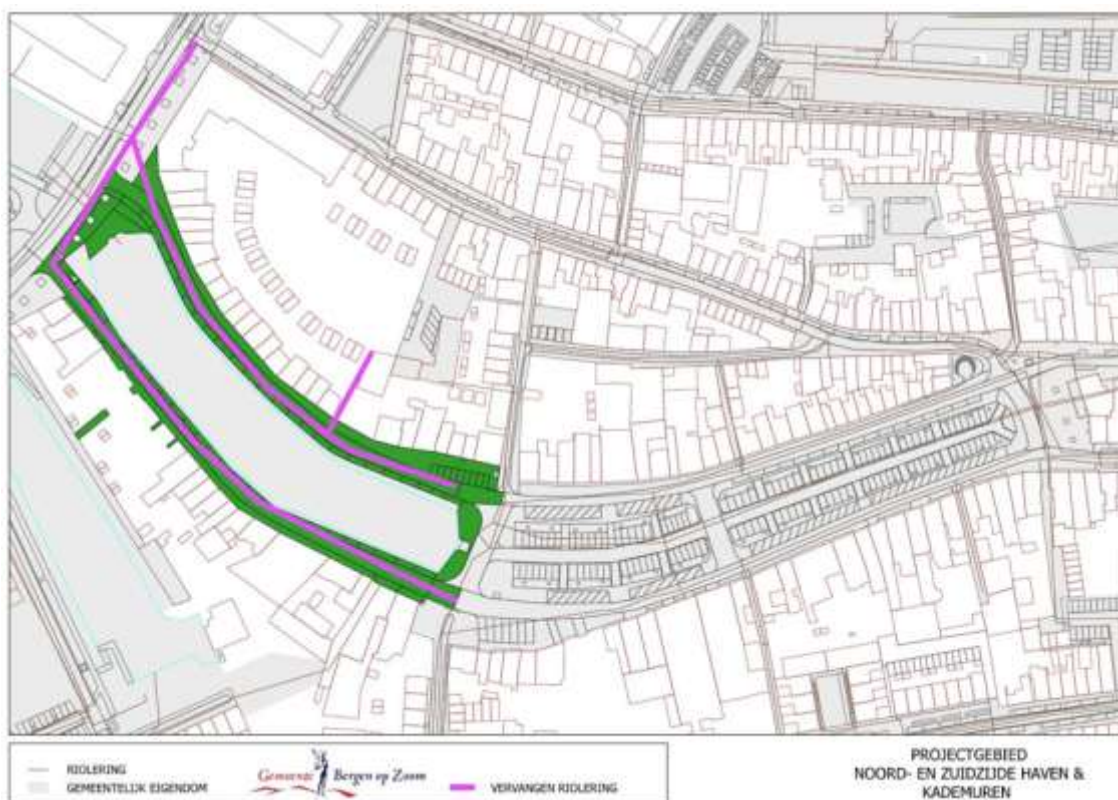 RIOLERING
GEMEENTELIJK EIGENDOM
Gemeente Bergen op Zoom
VERVANGEN RIOLERING
PROJECTGEBIED
NOORD- EN ZUIDZIJDE HAVEN &
KADEMUREN